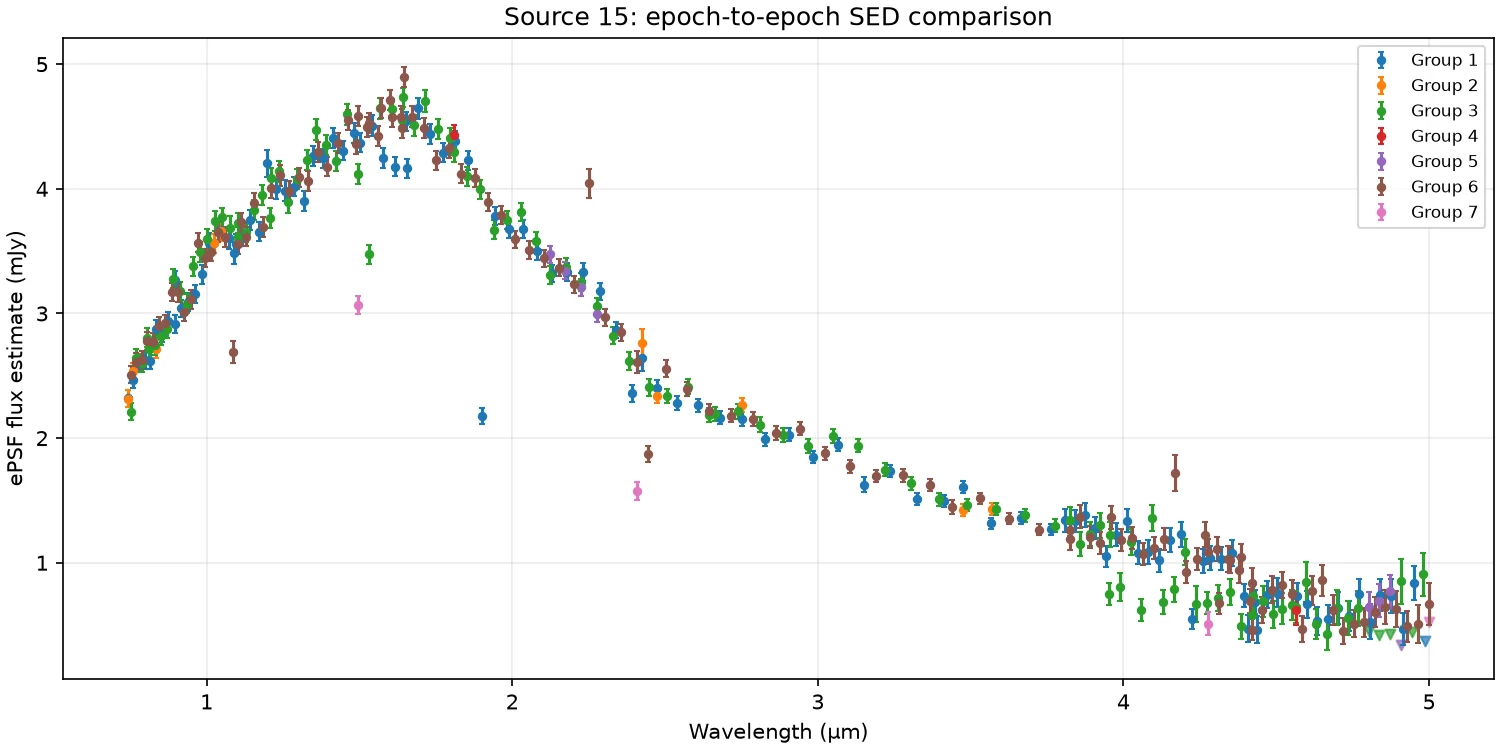 Source 15: epoch-to-epoch SED comparison
ePSF flux estimate (mJy)
5
4
3
2
1
Group 1
Group 2
Group 3
Group 4
Group 5
Group 6
Group 7
1 2 3 4 5
Wavelength (μm)